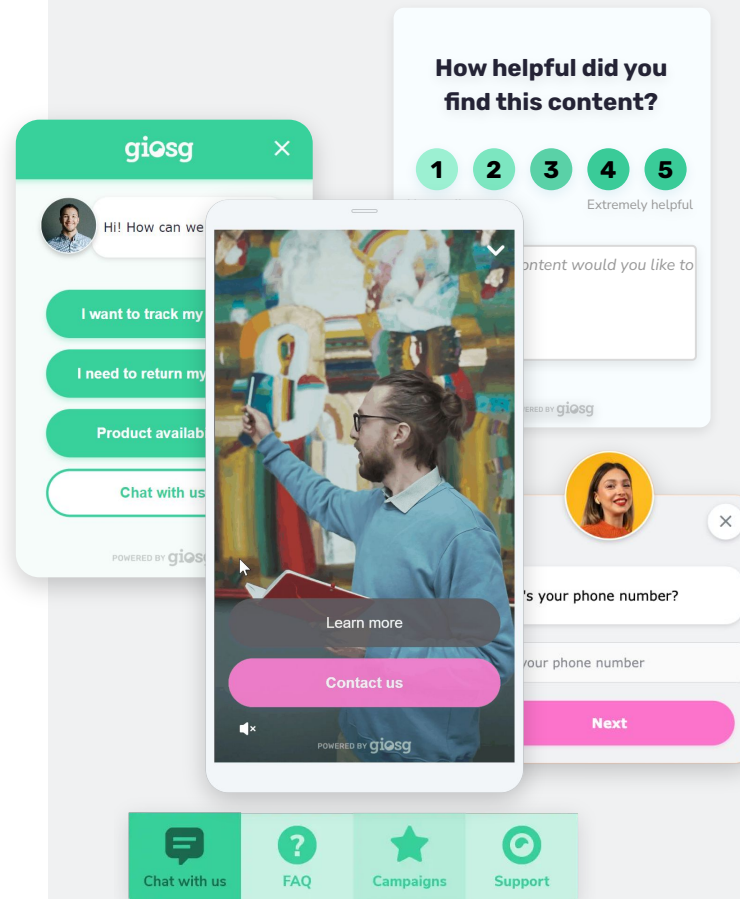 How helpful did you
find this content?
1 2 3 4 5
Extremely helpful
ontent would you like to
POWERED BY giosg
giosg
Hi! How can we
I want to track my
I need to return my
Product availab
Chat with us
POWERED BY giosg
Learn more
Contact us
POWERED BY giosg
's your phone number?
your phone number
Next
Chat with us
?
FAQ
Campaigns
Support